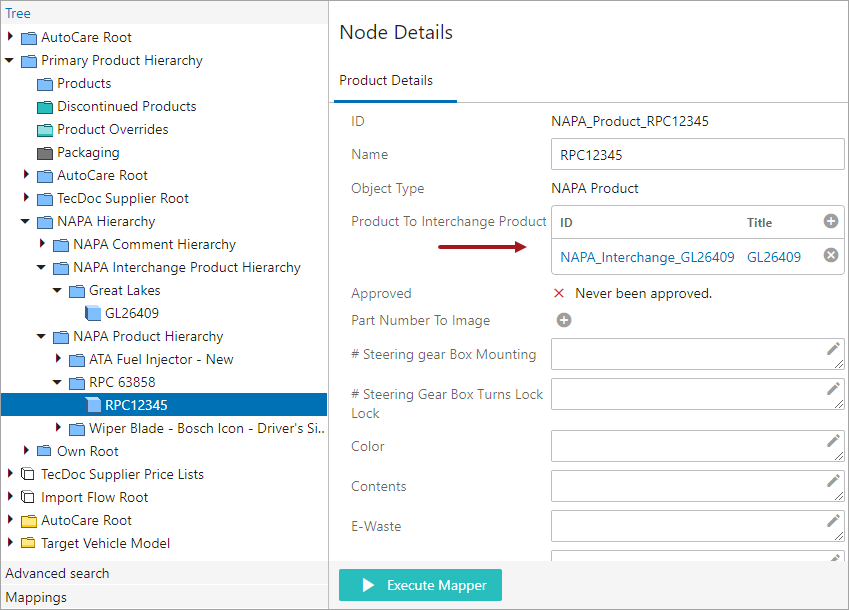 Tree
AutoCare Root
Primary Product Hierarchy
Products
Discontinued Products
Product Overrides
Packaging
AutoCare Root
TecDoc Supplier Root
NAPA Hierarchy
NAPA Comment Hierarchy
NAPA Interchange Product Hierarchy
Great Lakes
GL26409
NAPA Product Hierarchy
ATA Fuel Injector - New
RPC 63858
RPC12345
Wiper Blade - Bosch Icon - Driver's Si..
Own Root
TecDoc Supplier Price Lists
Import Flow Root
AutoCare Root
Target Vehicle Model
Advanced search
Mappings
Node Details
Product Details
ID NAPA_Product_RPC12345
Name RPC12345
Object Type NAPA Product
Product To Interchange Product ID Title
NAPA_Interchange_GL26409 GL26409
Approved Never been approved.
Part Number To Image
# Steering gear Box Mounting
# Steering Gear Box Turns Lock
Lock
Color
Contents
E-Waste
Execute Mapper